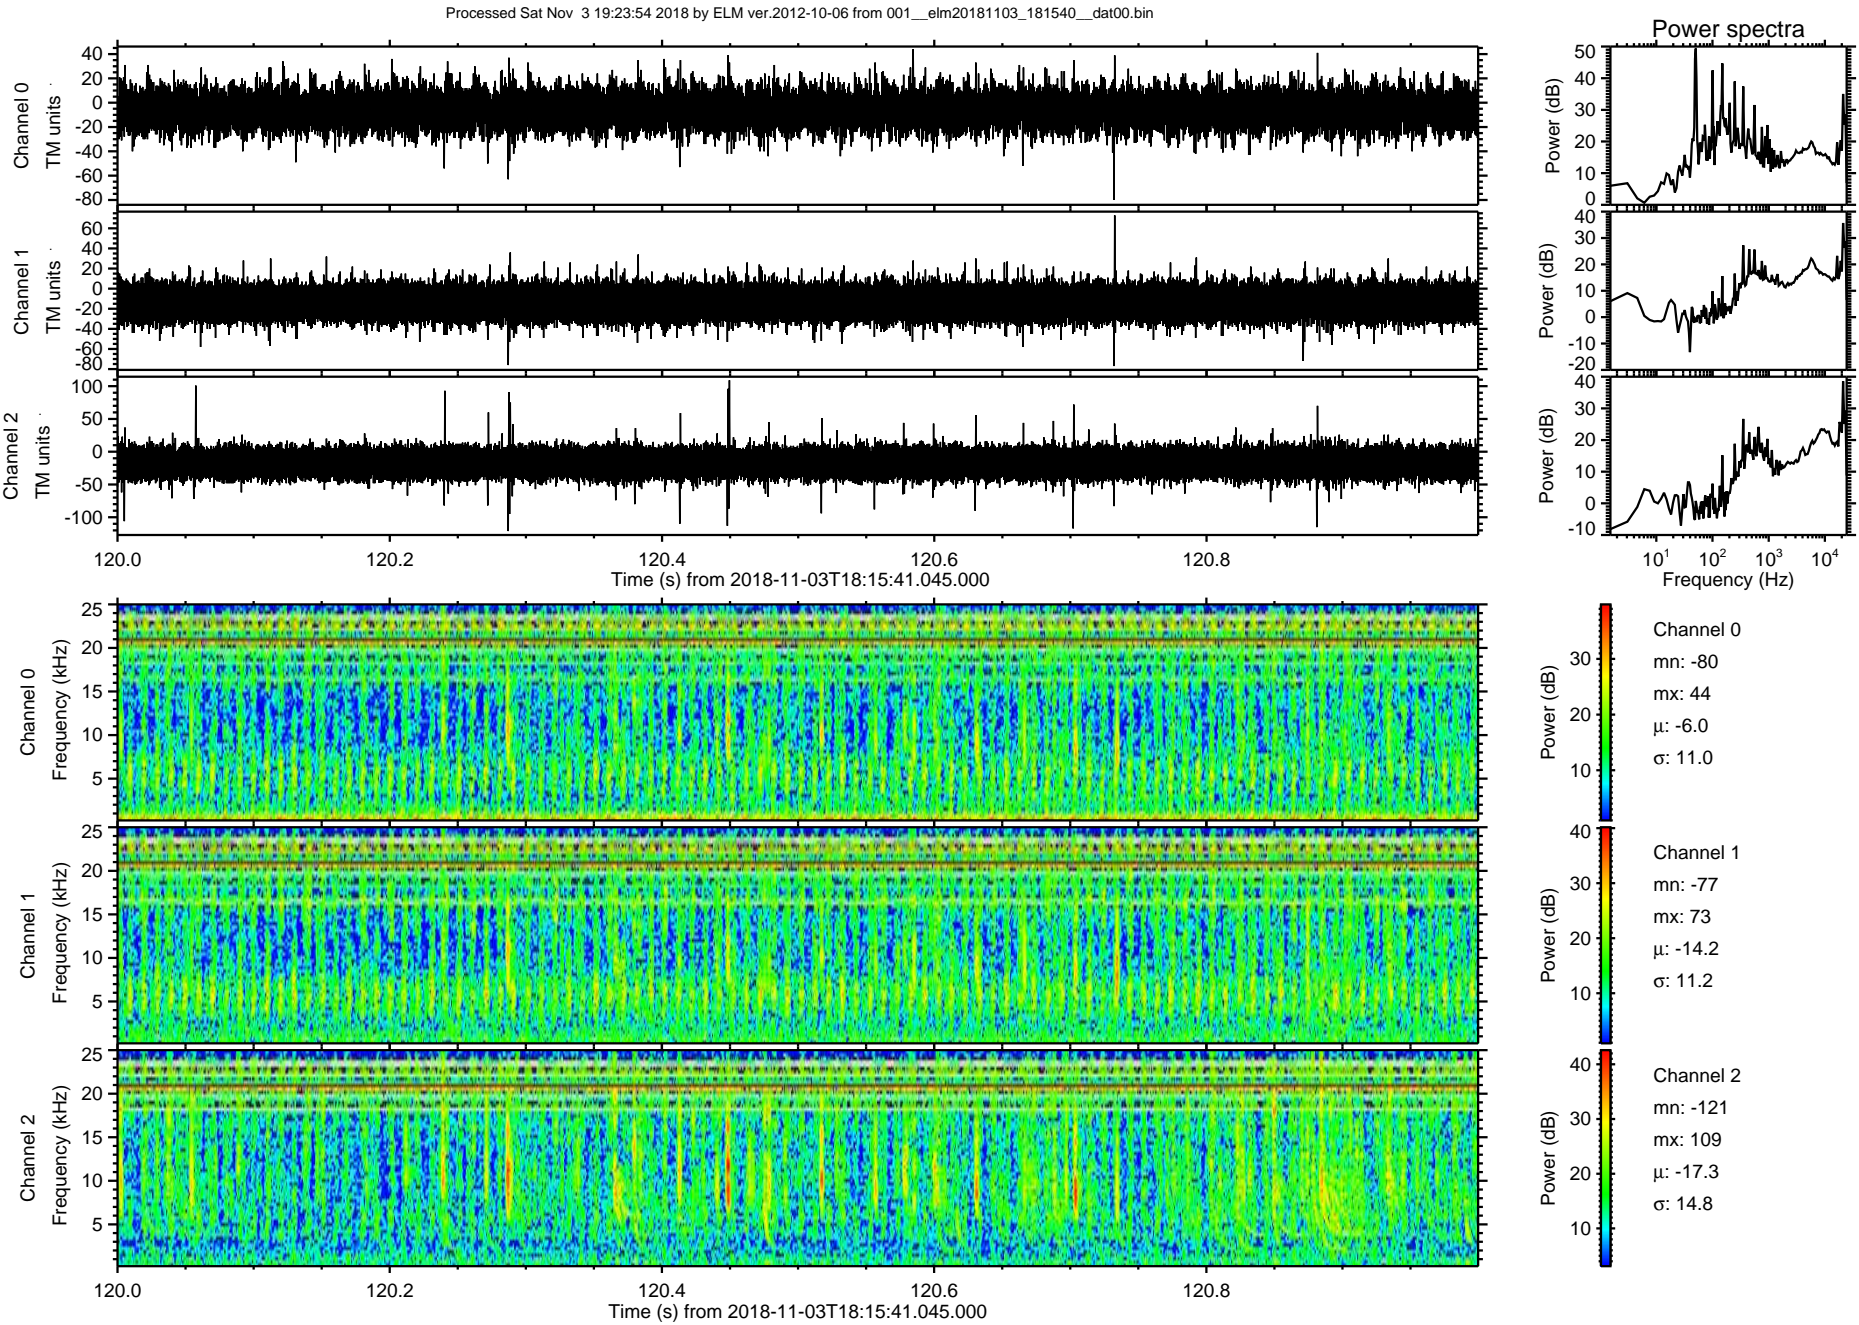 Processed Sat Nov  3 19:23:54 2018 by ELM ver.2012-10-06 from 001__elm20181103_181540__dat00.bin
Power spectra
Channel 0
TM units
40
20
0
-20
-40
-60
-80
Power (dB)
50
40
30
20
10
0
Channel 1
TM units
60
40
20
0
-20
-40
-60
-80
Power (dB)
40
30
20
10
0
-10
-20
Channel 2
TM units
100
50
0
-50
-100
Power (dB)
40
30
20
10
0
-10
120.0 120.2 120.4 120.6 120.8
Time (s) from 2018-11-03T18:15:41.045.000
10^1 10^2 10^3 10^4
Frequency (Hz)
Channel 0
Frequency (kHz)
25
20
15
10
5
Power (dB)
30
20
10
Channel 0
mn: -80
mx: 44
μ: -6.0
σ: 11.0
Channel 1
Frequency (kHz)
25
20
15
10
5
Power (dB)
40
30
20
10
Channel 1
mn: -77
mx: 73
μ: -14.2
σ: 11.2
Channel 2
Frequency (kHz)
25
20
15
10
5
Power (dB)
40
30
20
10
Channel 2
mn: -121
mx: 109
μ: -17.3
σ: 14.8
120.0 120.2 120.4 120.6 120.8
Time (s) from 2018-11-03T18:15:41.045.000